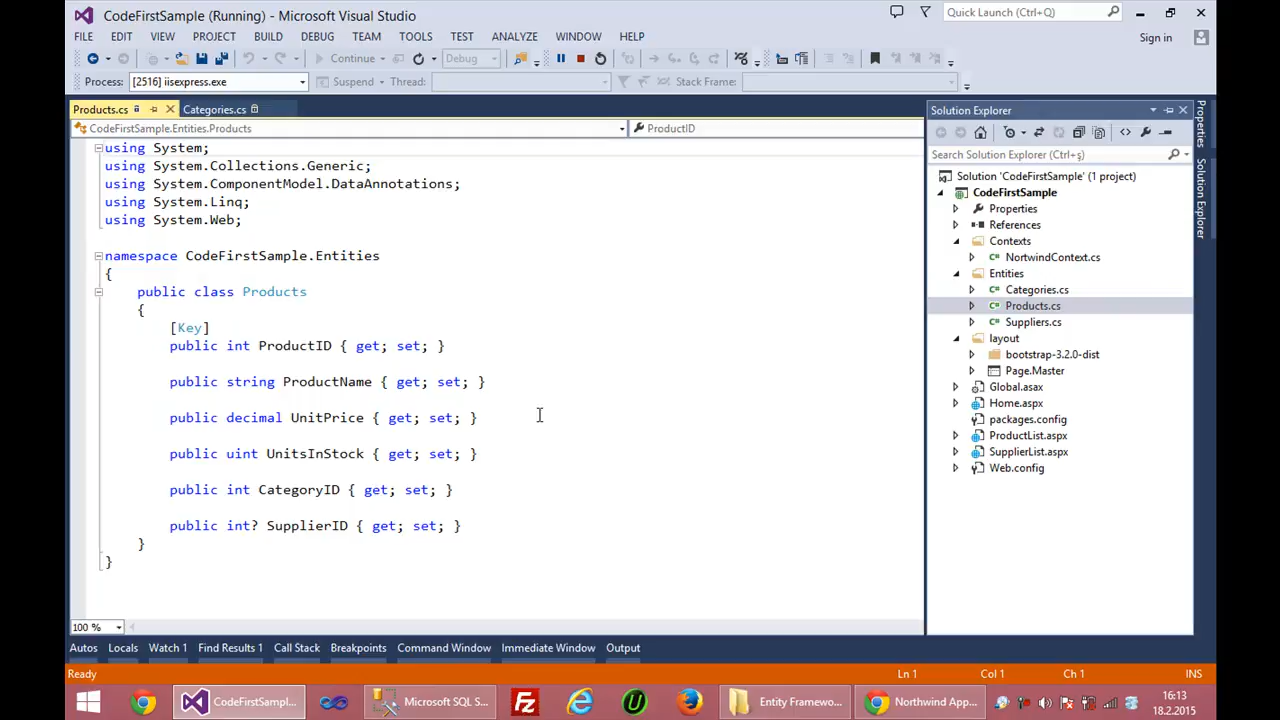 CodeFirstSample (Running) - Microsoft Visual Studio
Quick Launch (Ctrl+Q)
FILE EDIT VIEW PROJECT BUILD DEBUG TEAM TOOLS TEST ANALYZE WINDOW HELP
Sign in
Continue Debug
Process: [2516] iisexpress.exe Suspend Thread: Stack Frame:
Products.cs Categories.cs
CodeFirstSample.Entities.Products ProductID
using System;
using System.Collections.Generic;
using System.ComponentModel.DataAnnotations;
using System.Linq;
using System.Web;
namespace CodeFirstSample.Entities
{
public class Products
{
[Key]
public int ProductID { get; set; }
public string ProductName { get; set; }
public decimal UnitPrice { get; set; }
public uint UnitsInStock { get; set; }
public int CategoryID { get; set; }
public int? SupplierID { get; set; }
}
}
100 %
Solution Explorer
Search Solution Explorer (Ctrl+ş)
Solution 'CodeFirstSample' (1 project)
CodeFirstSample
Properties
References
Contexts
NortwindContext.cs
Entities
Categories.cs
Products.cs
Suppliers.cs
layout
bootstrap-3.2.0-dist
Page.Master
Global.asax
Home.aspx
packages.config
ProductList.aspx
SupplierList.aspx
Web.config
Properties
Solution Explorer
Autos Locals Watch 1 Find Results 1 Call Stack Breakpoints Command Window Immediate Window Output
Ready Ln 1 Col 1 Ch 1 INS
CodeFirstSample... Microsoft SQL S... Entity Framewo... Northwind App...
16:13
18.2.2015